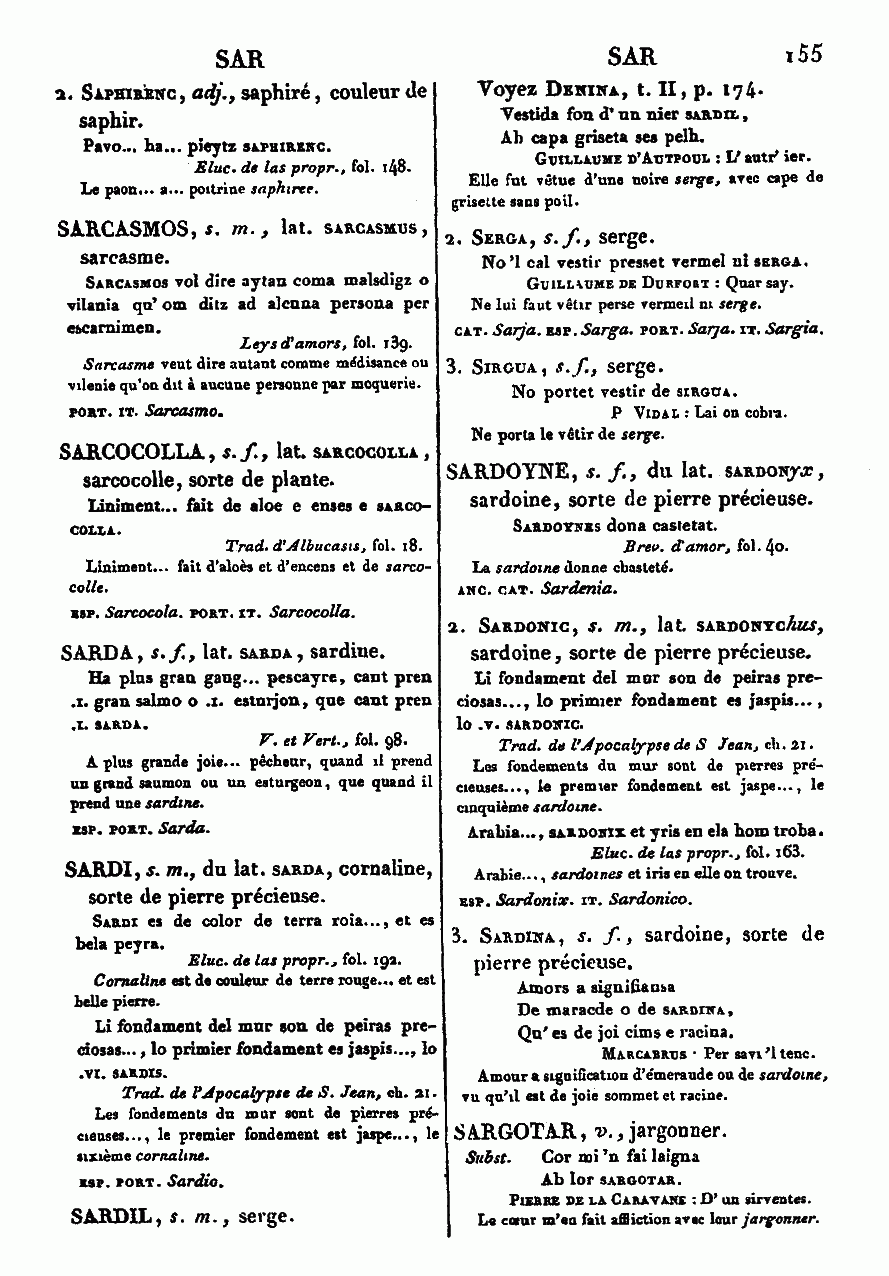 SAR
SAR 155
2. SAPHIRENC, adj., saphiré, couleur de
saphir.
Pavo... ha... pieytz SAPHIRENC.
Eluc. de las propr., fol. 148.
Le paon... a... poitrine saphirée.
SARCASMOS, s. m., lat. SARCASMUS,
sarcasme.
SARCASMOS vol dire aytan coma malsdigz o
vilania qu'om ditz ad alcuna persona per
escarnimen.
Leys d'amors, fol. 139.
Sarcasme veut dire autant comme médisance ou
vilenie qu'on dit à aucune personne par moquerie.
PORT. IT. Sarcasmo.
SARCOCOLLA, s. f., lat. SARCOCOLLA,
sarcocolle, sorte de plante.
Liniment... fait de aloe e enses e SARCO-
COLLA.
Trad. d'Albucasis, fol. 18.
Liniment... fait d'aloès et d'encens et de sarco-
colle.
ESP. Sarcocola. PORT. IT. Sarcocolla.
SARDA, s. f., lat. SARDA, sardine.
Ha plus gran gaug... pescayre, cant pren
.I. gran salmo o .I. esturjon, que cant pren
.I. SARDA.
V. et Vert., fol. 98.
A plus grande joie... pêcheur, quand il prend
un grand saumon ou un esturgeon, que quand il
prend une sardine.
ESP. PORT. Sarda.
SARDI, s. m., du lat. SARDA, cornaline,
sorte de pierre précieuse.
SARDI es de color de terra roia..., et es
bela peyra.
Eluc. de las propr., fol. 192.
Cornaline est de couleur de terre rouge... et est
belle pierre.
Li fondament del mur son de peiras pre-
ciosas..., lo primier fondament es jaspis..., lo
.VI. SARDIS.
Trad. de l'Apocalypse de S. Jean, ch. 21.
Les fondements du mur sont de pierres pré-
cieuses..., le premier fondement est jaspe..., le
sixième cornaline.
ESP. PORT. Sardio.
SARDIL, s. m., serge.
Voyez DENINA, t. II, p. 174.
Vestida fon d'un nier SARDIL,
Ab capa griseta ses pelh.
GUILLAUME D'AUTPOUL : L'autr'ier.
Elle fut vêtue d'une noire serge, avec cape de
grisette sans poil.
2. SERGA, s. f., serge.
No'l cal vestir presset vermel ni SERGA.
GUILLAUME DE DURFORT : Quar say.
Ne lui faut vêtir perse vermeil ni serge.
CAT. Sarja. ESP. Sarga. PORT. Sarja. IT. Sargia.
3. SIRGUA, s. f., serge.
No portet vestir de SIRGUA.
P VIDAL : Lai on cobra.
Ne porta le vêtir de serge.
SARDOYNE, s. f., du lat. SARDONyx,
sardoine, sorte de pierre précieuse.
SARDOYNES dona castetat.
Brev. d'amor, fol. 40.
La sardoine donne chasteté.
ANC. CAT. Sardenia.
2. SARDONIC, s. m., lat. SARDONYChus,
sardoine, sorte de pierre précieuse.
Li fondament del mur son de peiras pre-
ciosas..., lo primier fondament es jaspis...,
lo .V. SARDONIC.
Trad. de l'Apocalypse de S Jean, ch. 21.
Les fondements du mur sont de pierres pré-
cieuses..., le premier fondement est jaspe..., le
cinquième sardoine.
Arabia..., SARDONIX et yris en ela hom troba.
Eluc. de las propr., fol. 163.
Arabie..., sardoines et iris en elle on trouve.
ESP. Sardonix. IT. Sardonico.
3. SARDINA, s. f., sardoine, sorte de
pierre précieuse.
Amors a signifiansa
De maracde o de SARDINA,
Qu'es de joi cims e racina.
MARCABRUS · Per savi'l tenc.
Amour a signification d'émeraude ou de sardoine,
vu qu'il est de joie sommet et racine.
SARGOTAR, v., jargonner.
Subst. Cor mi'n fai laigna
Ab lor SARGOTAR.
PIERRE DE LA CARAVANE : D'un sirventes.
Le cœur m'en fait affliction avec leur jargonner.